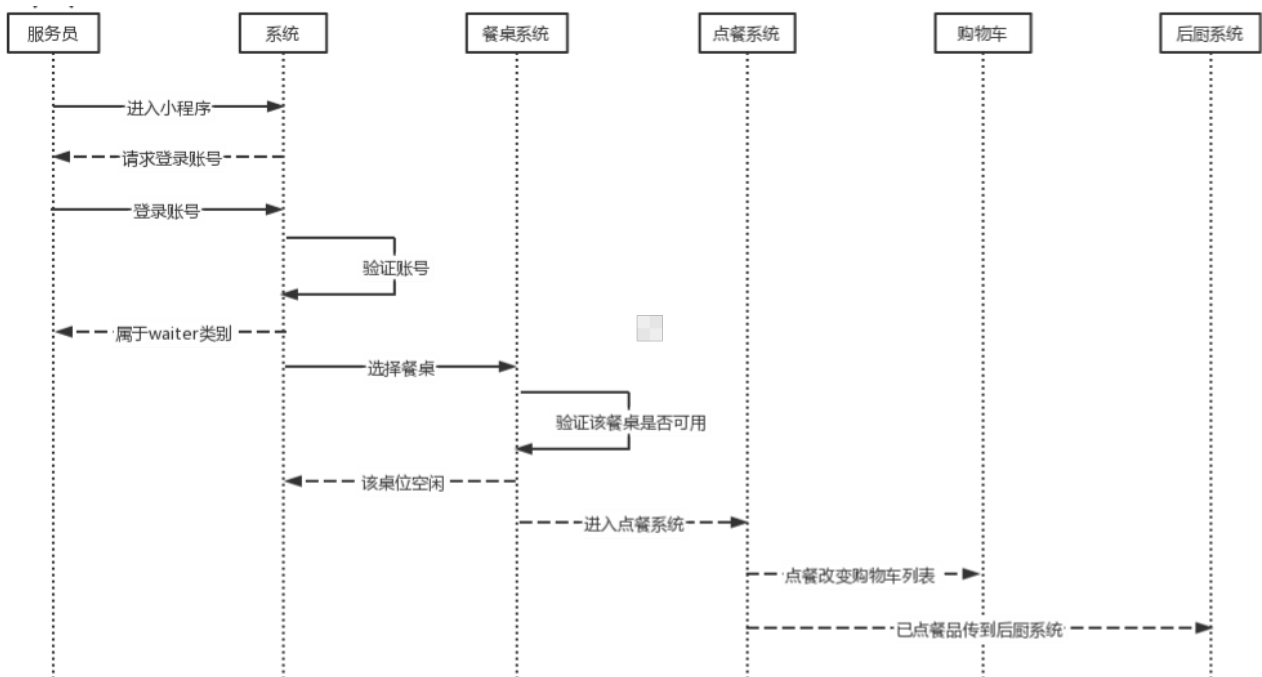 服务员
系统
餐桌系统
点餐系统
购物车
后厨系统
进入小程序
请求登录账号
登录账号
验证账号
属于waiter类别
选择餐桌
验证该餐桌是否可用
该桌位空闲
进入点餐系统
点餐改变购物车列表
已点餐品传到后厨系统